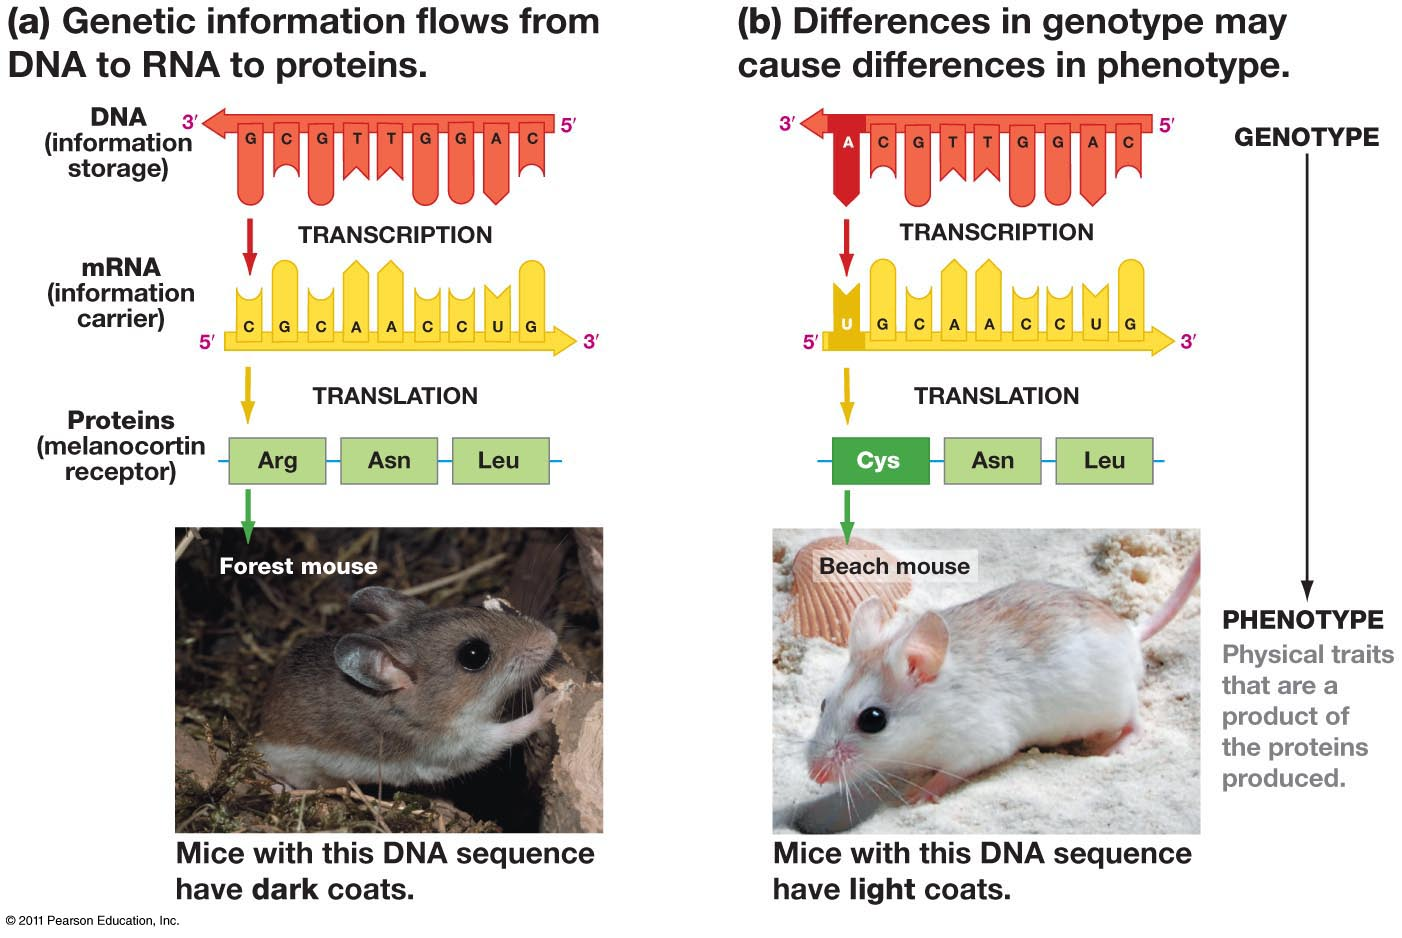 (a) Genetic information flows from
DNA to RNA to proteins.
DNA
(information
storage)
3′
G C G T T G G A C
5′
TRANSCRIPTION
mRNA
(information
carrier)
5′
C G C A A C C U G
3′
TRANSLATION
Proteins
(melanocortin
receptor)
Arg Asn Leu
Forest mouse
Mice with this DNA sequence
have dark coats.
(b) Differences in genotype may
cause differences in phenotype.
3′
A C G T T G G A C
5′
TRANSCRIPTION
5′
U G C A A C C U G
3′
TRANSLATION
Cys Asn Leu
Beach mouse
Mice with this DNA sequence
have light coats.
GENOTYPE
PHENOTYPE
Physical traits
that are a
product of
the proteins
produced.
© 2011 Pearson Education, Inc.